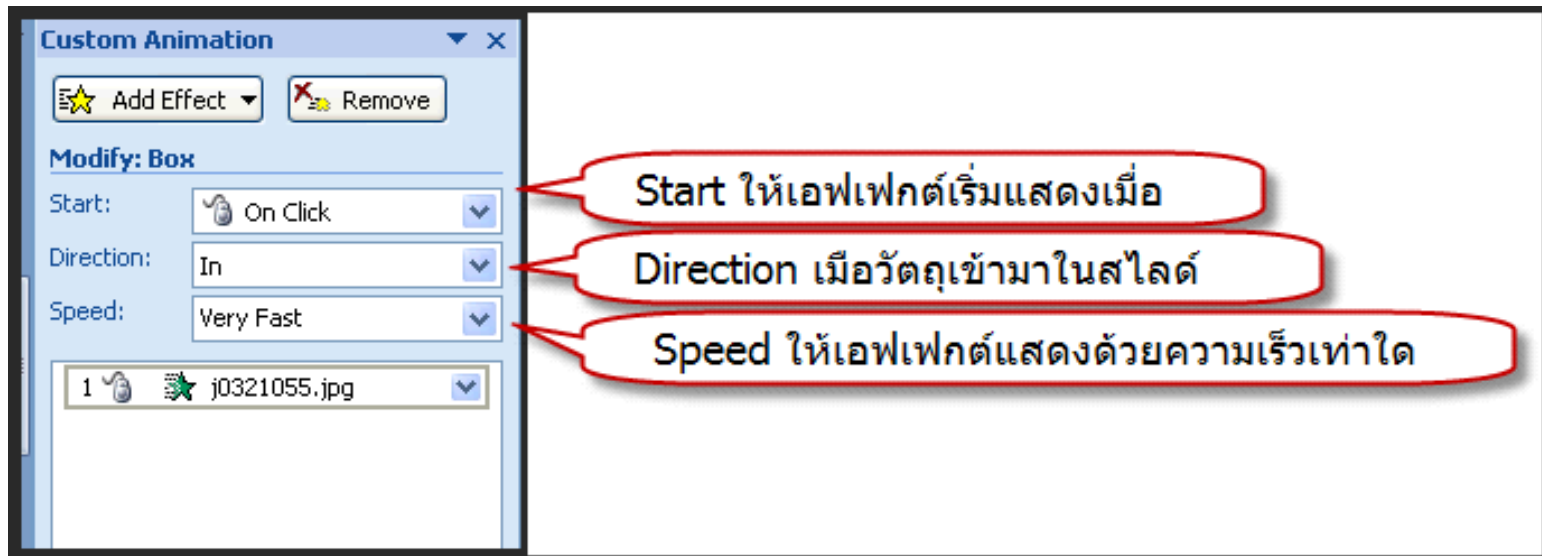 Custom Animation
Add Effect Remove
Modify: Box
Start: On Click
Start ให้เอฟเฟกต์เริ่มแสดงเมื่อ
Direction: In
Direction เมือวัตถุเข้ามาในสไลด์
Speed: Very Fast
Speed ให้เอฟเฟกต์แสดงด้วยความเร็วเท่าใด
1 j0321055.jpg